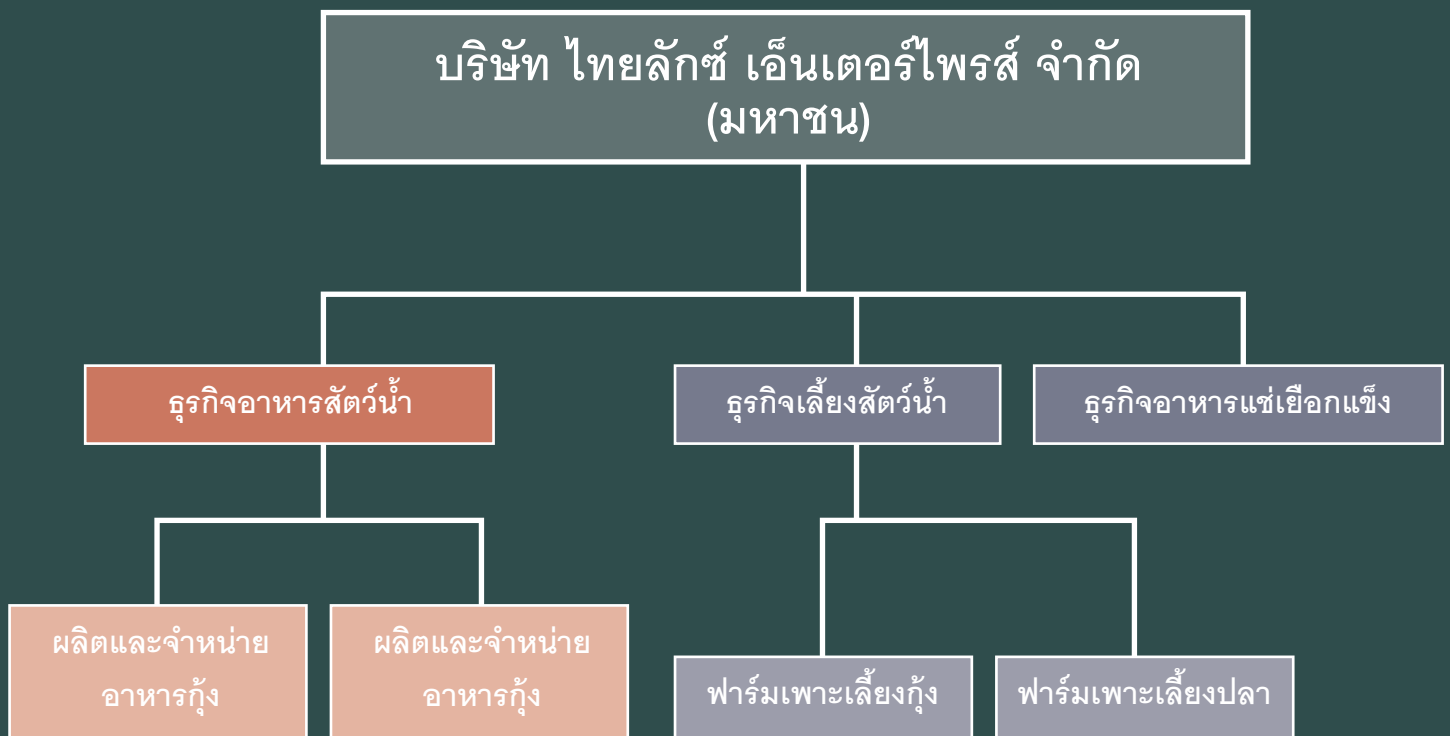 บริษัท ไทยลักซ์ เอ็นเตอร์ไพรส์ จำกัด
(มหาชน)
ธุรกิจอาหารสัตว์น้ำ
ธุรกิจเลี้ยงสัตว์น้ำ
ธุรกิจอาหารแช่เยือกแข็ง
ผลิตและจำหน่าย
อาหารกุ้ง
ผลิตและจำหน่าย
อาหารกุ้ง
ฟาร์มเพาะเลี้ยงกุ้ง
ฟาร์มเพาะเลี้ยงปลา